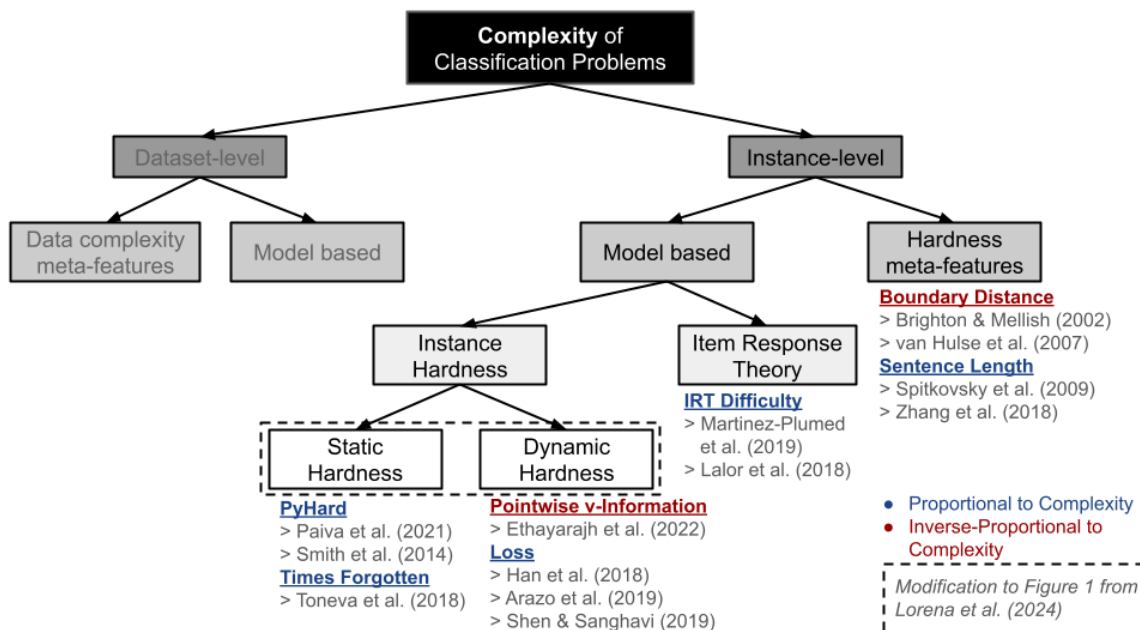 Complexity of
Classification Problems
Dataset-level
Instance-level
Data complexity
meta-features
Model based
Model based
Hardness
meta-features
Boundary Distance
> Brighton & Mellish (2002)
> van Hulse et al. (2007)
Sentence Length
> Spitkovsky et al. (2009)
> Zhang et al. (2018)
Instance
Hardness
Item Response
Theory
IRT Difficulty
> Martinez-Plumed
et al. (2019)
> Lalor et al. (2018)
Static
Hardness
Dynamic
Hardness
PyHard
> Paiva et al. (2021)
> Smith et al. (2014)
Times Forgotten
> Toneva et al. (2018)
Pointwise v-Information
> Ethayarajh et al. (2022)
Loss
> Han et al. (2018)
> Arazo et al. (2019)
> Shen & Sanghavi (2019)
● Proportional to Complexity
● Inverse-Proportional to
Complexity
Modification to Figure 1 from
Lorena et al. (2024)